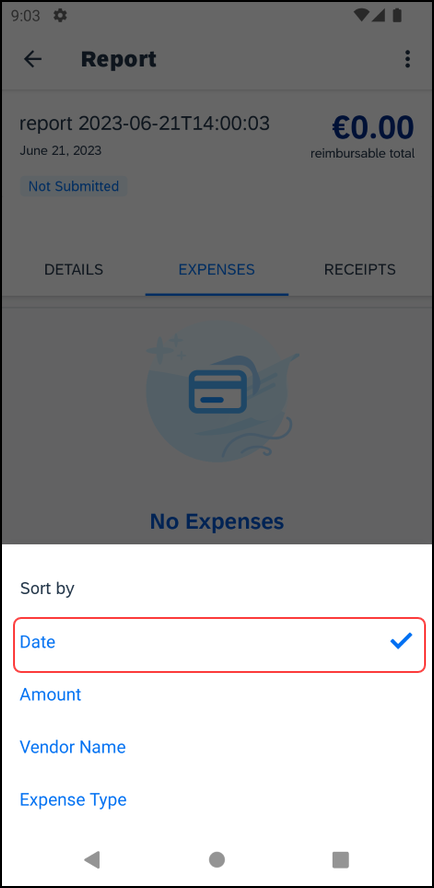 9:03
Report
report 2023-06-21T14:00:03
€0.00
June 21, 2023
reimbursable total
Not Submitted
DETAILS EXPENSES RECEIPTS
No Expenses
Sort by
Date
Amount
Vendor Name
Expense Type